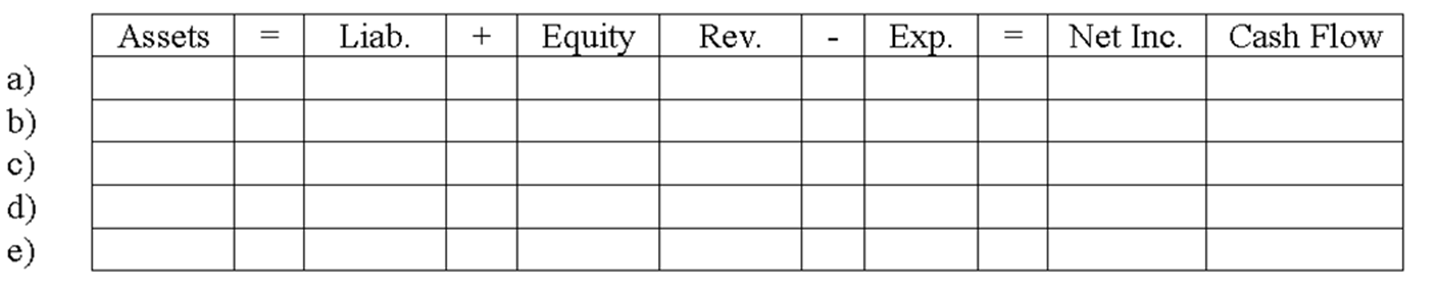 Assets = Liab. + Equity Rev. - Exp. = Net Inc. Cash Flow
a)
b)
c)
d)
e)